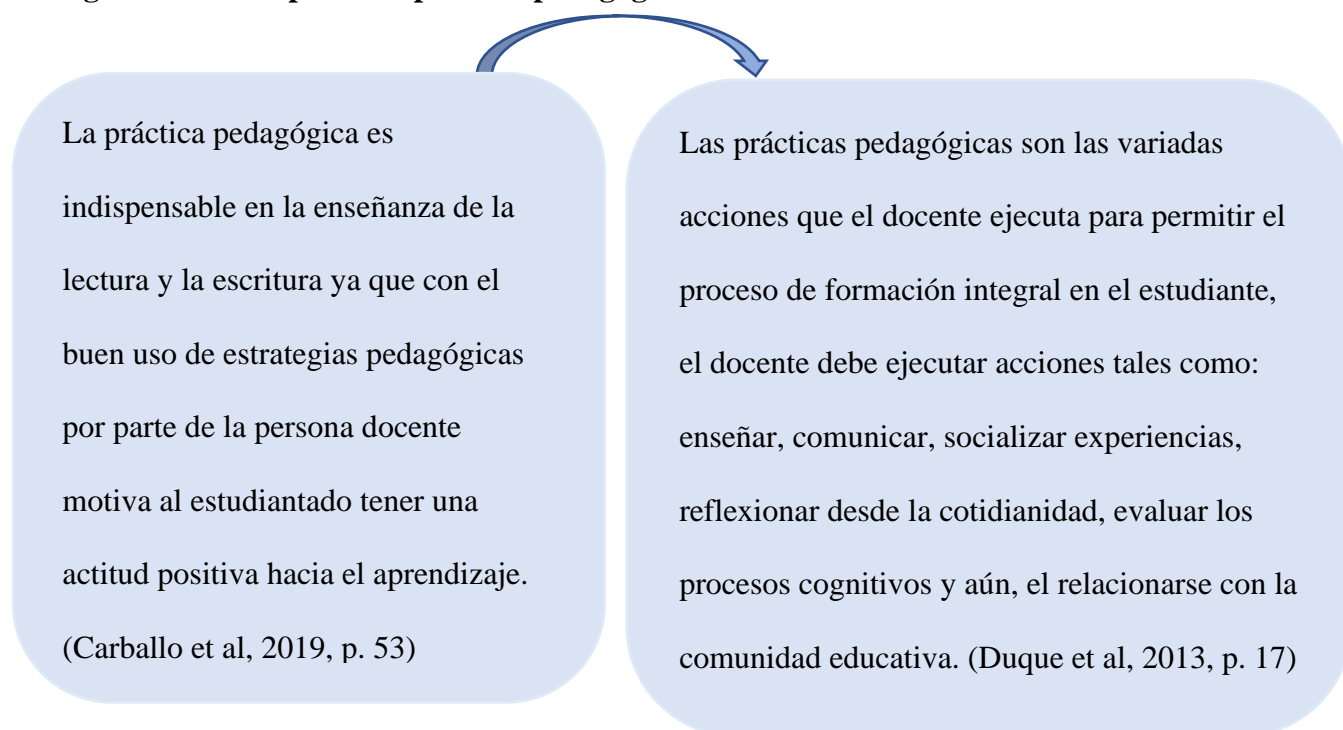 La práctica pedagógica es
indispensable en la enseñanza de la
lectura y la escritura ya que con el
buen uso de estrategias pedagógicas
por parte de la persona docente
motiva al estudiantado tener una
actitud positiva hacia el aprendizaje.
(Carballo et al, 2019, p. 53)
Las prácticas pedagógicas son las variadas
acciones que el docente ejecuta para permitir el
proceso de formación integral en el estudiante,
el docente debe ejecutar acciones tales como:
enseñar, comunicar, socializar experiencias,
reflexionar desde la cotidianidad, evaluar los
procesos cognitivos y aún, el relacionarse con la
comunidad educativa. (Duque et al, 2013, p. 17)